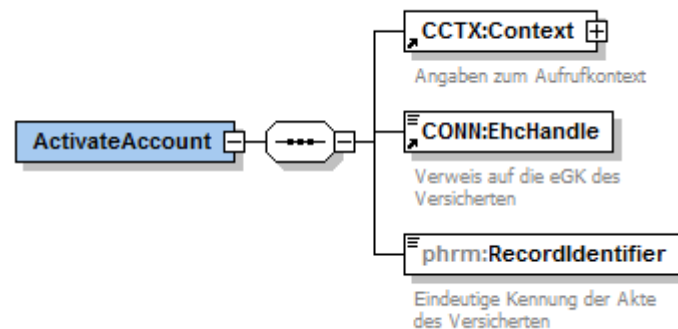 CCTX:Context
Angaben zum Aufrufkontext
ActivateAccount
CONN:EhcHandle
Verweis auf die eGK des
Versicherten
phrm:RecordIdentifier
Eindeutige Kennung der Akte
des Versicherten